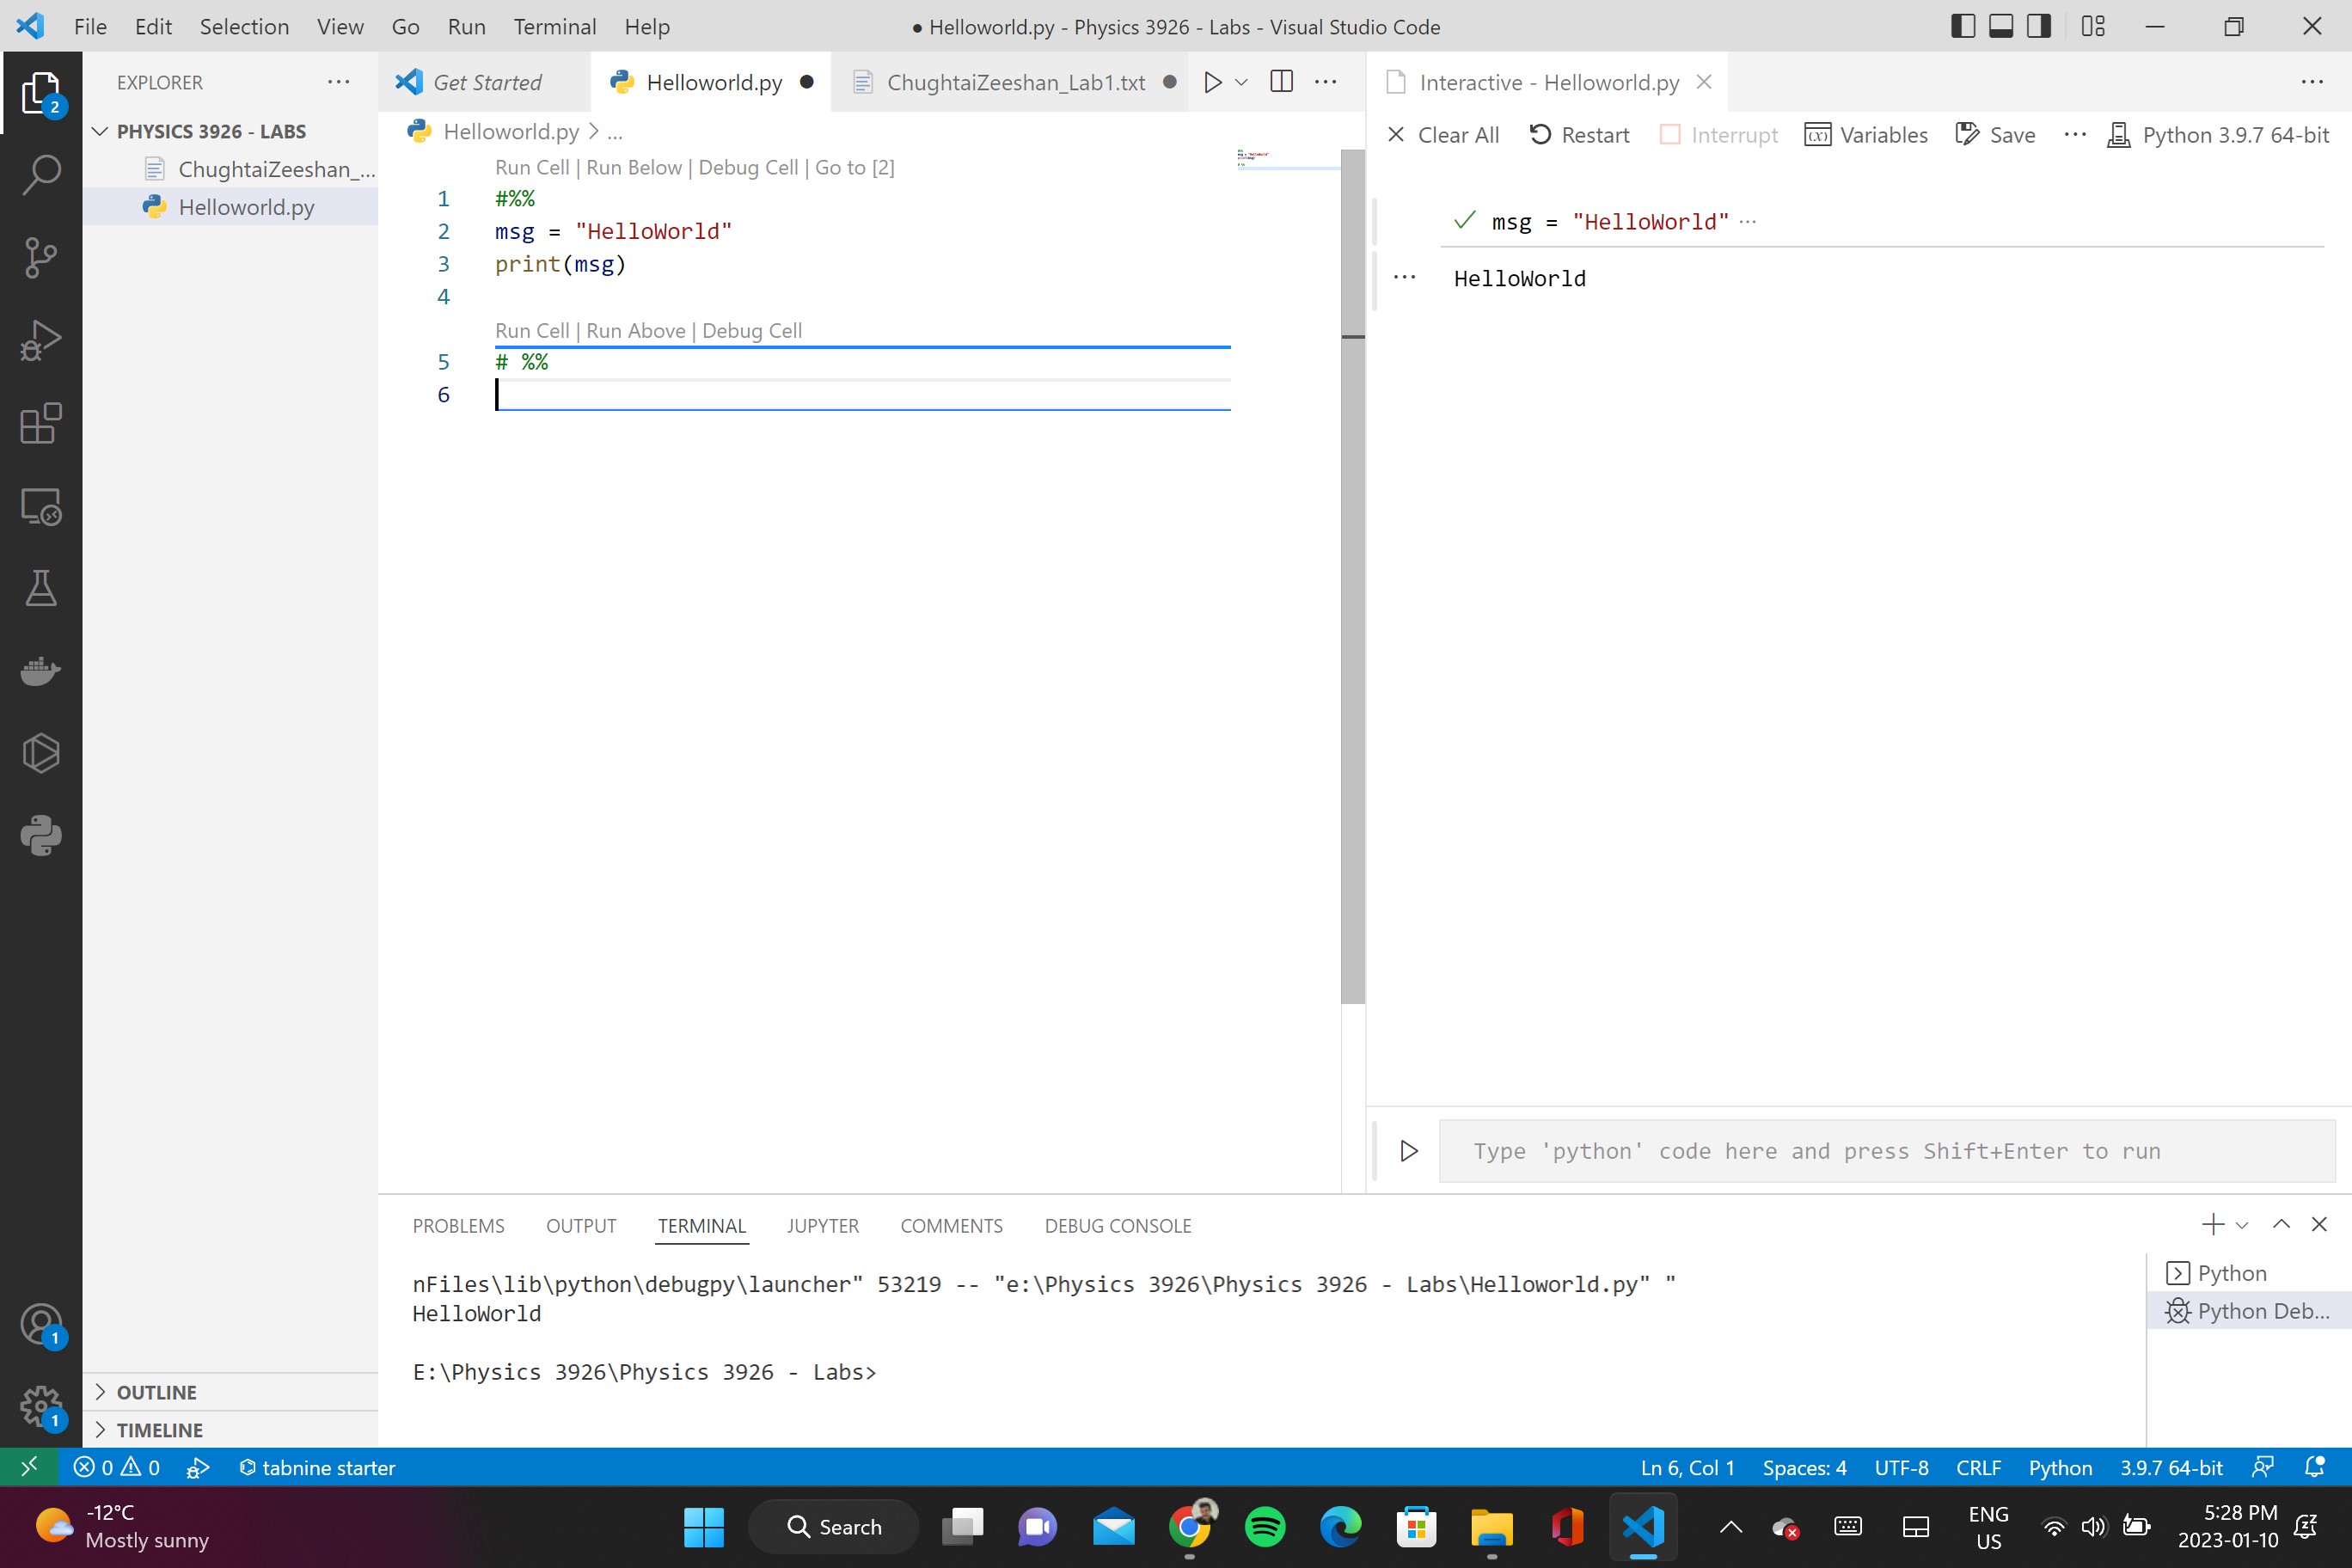 File Edit Selection View Go Run Terminal Help
● Helloworld.py - Physics 3926 - Labs - Visual Studio Code
2
EXPLORER ...
PHYSICS 3926 - LABS
ChughtaiZeeshan_...
Helloworld.py
Get Started
Helloworld.py
ChughtaiZeeshan_Lab1.txt
Helloworld.py > ...
Run Cell | Run Below | Debug Cell | Go to [2]
1 #%%
2 msg = "HelloWorld"
3 print(msg)
4
Run Cell | Run Above | Debug Cell
5 # %%
6
Interactive - Helloworld.py
Clear All Restart Interrupt Variables Save ... Python 3.9.7 64-bit
msg = "HelloWorld" ...
... HelloWorld
Type 'python' code here and press Shift+Enter to run
PROBLEMS OUTPUT TERMINAL JUPYTER COMMENTS DEBUG CONSOLE
nFiles\lib\python\debugpy\launcher" 53219 -- "e:\Physics 3926\Physics 3926 - Labs\Helloworld.py" "
HelloWorld
E:\Physics 3926\Physics 3926 - Labs>
Python
Python Deb...
1
1
OUTLINE
TIMELINE
0 0 tabnine starter
Ln 6, Col 1 Spaces: 4 UTF-8 CRLF Python 3.9.7 64-bit
-12°C
Mostly sunny
Search
ENG
US
5:28 PM
2023-01-10